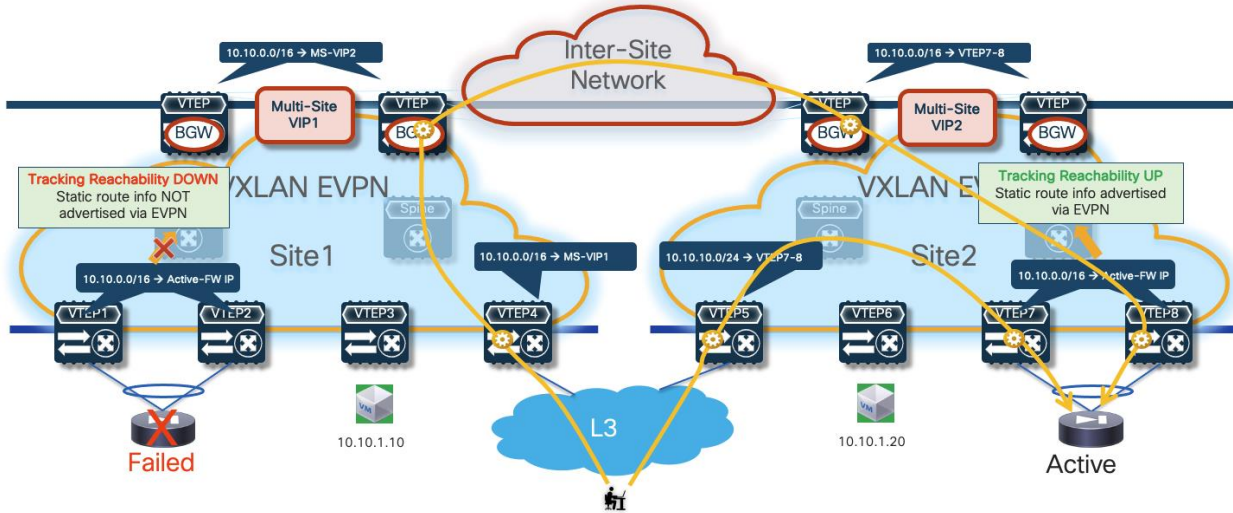 10.10.0.0/16 → MS-VIP2
Inter-Site
Network
10.10.0.0/16 → VTEP7-8
VTEP
Multi-Site
VIP1
VTEP
VTEP
Multi-Site
VIP2
VTEP
BGW
BGW
BGW
BGW
Tracking Reachability DOWN
Static route info NOT
advertised via EVPN
VXLAN EVPN
Spine
Site1
VXLAN EV
Tracking Reachability UP
Static route info advertised
via EVPN
Spine
Site2
10.10.0.0/16 → Active-FW IP
10.10.0.0/16 → MS-VIP1
10.10.10.0/24 → VTEP7-8
10.10.0.0/16 → Active-FW IP
VTEP1
VTEP2
VTEP3
VTEP4
VTEP5
VTEP6
VTEP7
VTEP8
VM
10.10.1.10
L3
VM
10.10.1.20
Failed
Active